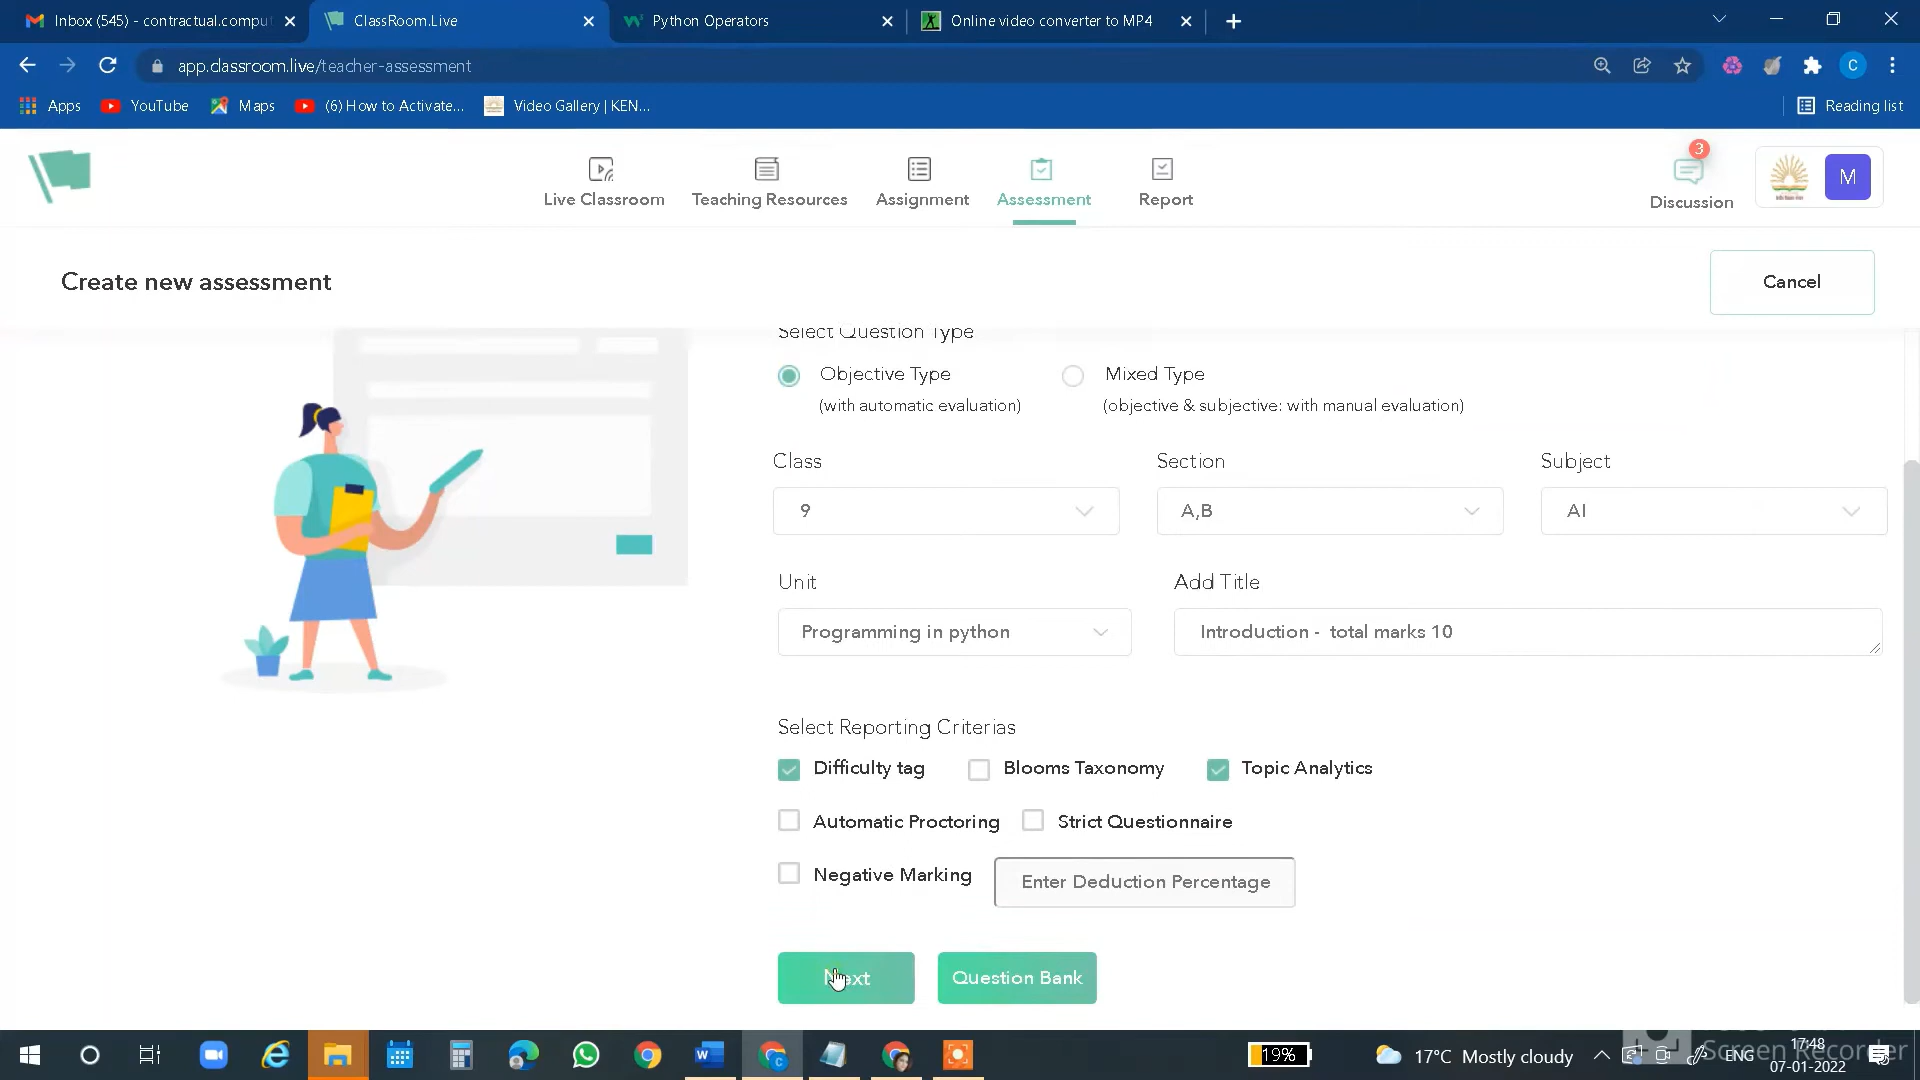 Inbox (545) - contractual.compu
ClassRoom.Live
Python Operators
Online video converter to MP4
app.classroom.live/teacher-assessment
C
Apps
YouTube
Maps
(6) How to Activate...
Video Gallery | KEN...
Reading list
Live Classroom
Teaching Resources
Assignment
Assessment
Report
3
Discussion
M
Create new assessment
Cancel
Select Question Type
Objective Type
Mixed Type
(with automatic evaluation)
(objective & subjective: with manual evaluation)
Class
Section
Subject
9
A,B
AI
Unit
Add Title
Programming in python
Introduction - total marks 10
Select Reporting Criterias
Difficulty tag
Blooms Taxonomy
Topic Analytics
Automatic Proctoring
Strict Questionnaire
Negative Marking
Enter Deduction Percentage
Next
Question Bank
19%
17°C Mostly cloudy
ENG
17:48
07-01-2022
Screen Recorder